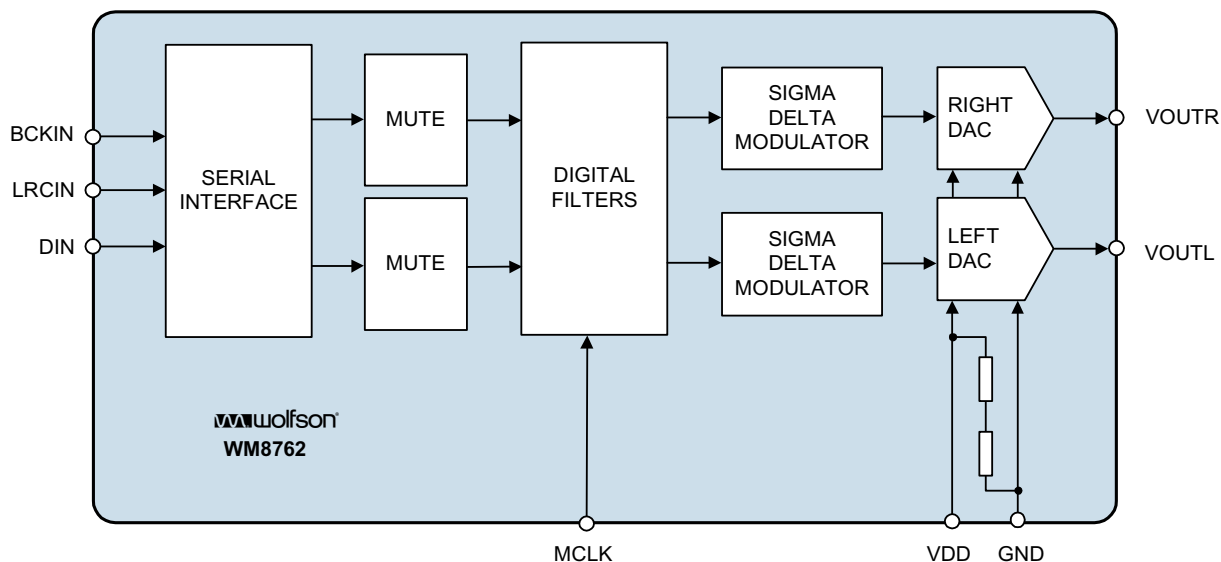 BCKIN
LRCIN
DIN
SERIAL
INTERFACE
MUTE
MUTE
DIGITAL
FILTERS
SIGMA
DELTA
MODULATOR
SIGMA
DELTA
MODULATOR
RIGHT
DAC
LEFT
DAC
VOUTR
VOUTL
wolfson®
WM8762
MCLK
VDD
GND